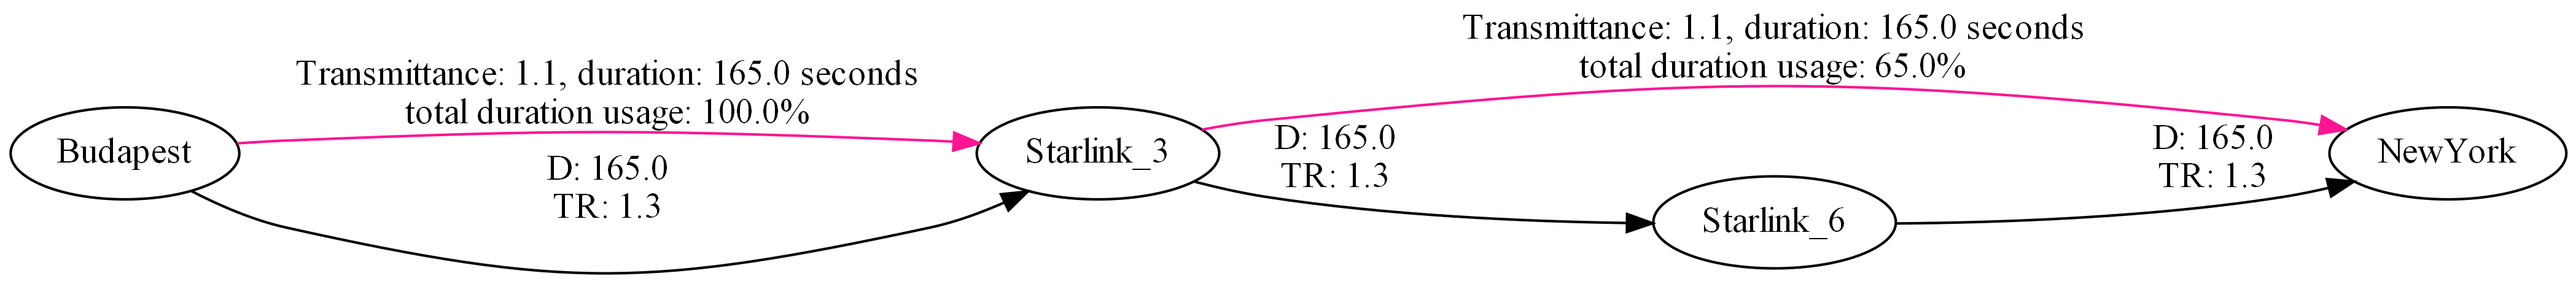 Transmittance: 1.1, duration: 165.0 seconds
total duration usage: 65.0%
Transmittance: 1.1, duration: 165.0 seconds
total duration usage: 100.0%
Budapest
D: 165.0
TR: 1.3
Starlink_3
D: 165.0
TR: 1.3
Starlink_6
D: 165.0
TR: 1.3
NewYork